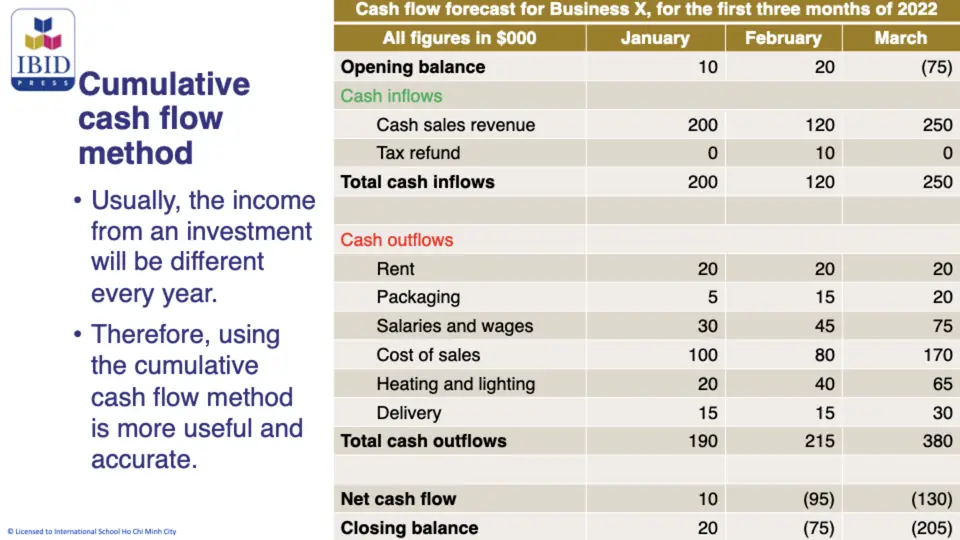 IBID
PRESS
Cumulative
cash flow
method
• Usually, the income
from an investment
will be different
every year.
• Therefore, using
the cumulative
cash flow method
is more useful and
accurate.
© Licensed to International School Ho Chi Minh City
Cash flow forecast for Business X, for the first three months of 2022
All figures in $000 January February March
Opening balance 10 20 (75)
Cash inflows
Cash sales revenue 200 120 250
Tax refund 0 10 0
Total cash inflows 200 120 250
Cash outflows
Rent 20 20 20
Packaging 5 15 20
Salaries and wages 30 45 75
Cost of sales 100 80 170
Heating and lighting 20 40 65
Delivery 15 15 30
Total cash outflows 190 215 380
Net cash flow 10 (95) (130)
Closing balance 20 (75) (205)